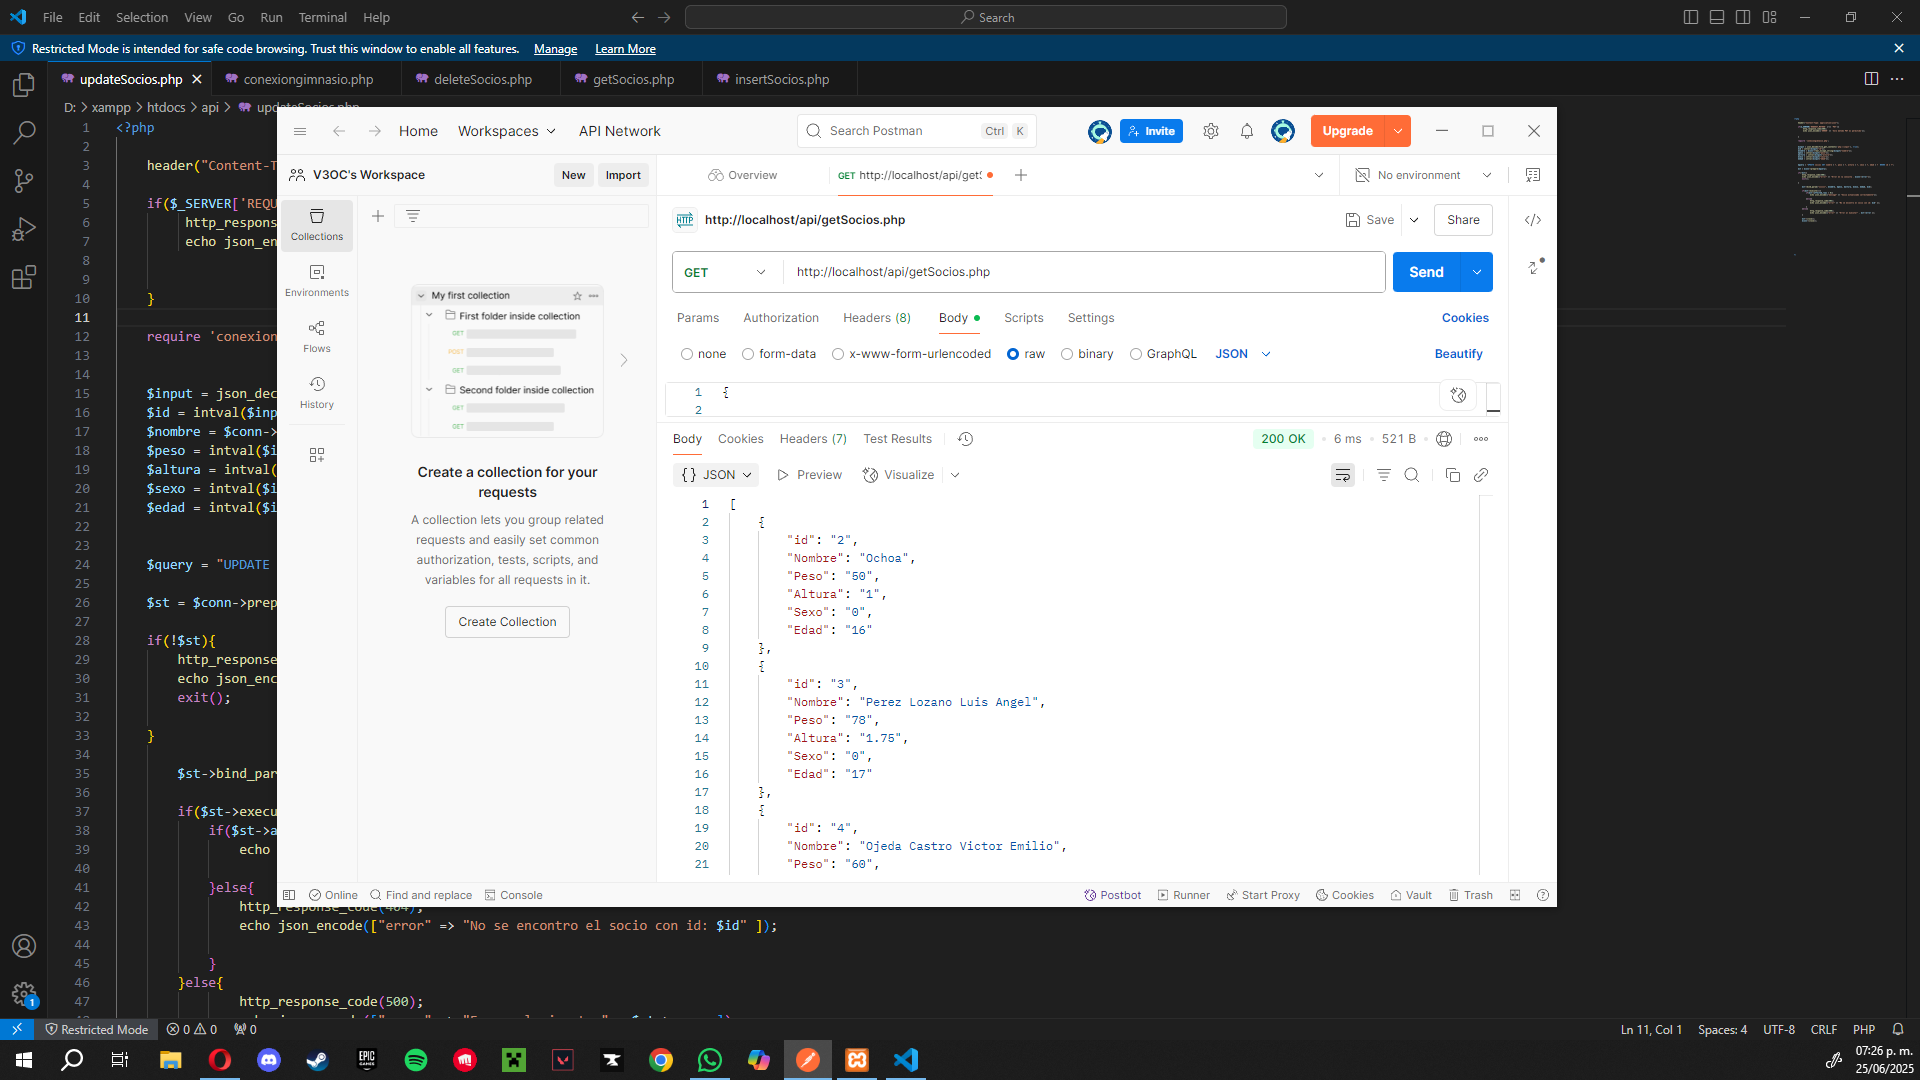 File Edit Selection View Go Run Terminal Help
Search
Restricted Mode is intended for safe code browsing. Trust this window to enable all features. Manage Learn More
updateSocios.php conexiongimnasio.php deleteSocios.php getSocios.php insertSocios.php
D: > xampp > htdocs > api >
1 <?php
2
3 header("Content-T
4
5 if($_SERVER['REQU
6 http_respons
7 echo json_en
8
9
10 }
11
12 require 'conexion
13
14
15 $input = json_dec
16 $id = intval($inp
17 $nombre = $conn->
18 $peso = intval($i
19 $altura = intval(
20 $sexo = intval($i
21 $edad = intval($i
22
23
24 $query = "UPDATE
25
26 $st = $conn->prep
27
28 if(!$st){
29 http_response
30 echo json_enc
31 exit();
32
33 }
34
35 $st->bind_par
36
37 if($st->execu
38 if($st->a
39 echo
40
41 }else{
42 http_response_code(404);
43 echo json_encode(["error" => "No se encontro el socio con id: $id" ]);
44
45 }
46 }else{
47 http_response_code(500);
Home Workspaces API Network
Search Postman Ctrl K
Invite
Upgrade
V3OC's Workspace New Import
Overview
GET http://localhost/api/getS
No environment
Collections
Environments
Flows
History
My first collection
First folder inside collection
GET
POST
GET
Second folder inside collection
GET
GET
Create a collection for your
requests
A collection lets you group related
requests and easily set common
authorization, tests, scripts, and
variables for all requests in it.
Create Collection
HTTP http://localhost/api/getSocios.php
Save Share
GET http://localhost/api/getSocios.php Send
Params Authorization Headers (8) Body Scripts Settings Cookies
none form-data x-www-form-urlencoded raw binary GraphQL JSON Beautify
1 {
2
Body Cookies Headers (7) Test Results 200 OK 6 ms 521 B
{} JSON Preview Visualize
1 [
2 {
3 "id": "2",
4 "Nombre": "Ochoa",
5 "Peso": "50",
6 "Altura": "1",
7 "Sexo": "0",
8 "Edad": "16"
9 },
10 {
11 "id": "3",
12 "Nombre": "Perez Lozano Luis Angel",
13 "Peso": "78",
14 "Altura": "1.75",
15 "Sexo": "0",
16 "Edad": "17"
17 },
18 {
19 "id": "4",
20 "Nombre": "Ojeda Castro Victor Emilio",
21 "Peso": "60",
Online Find and replace Console Postbot Runner Start Proxy Cookies Vault Trash
1
Restricted Mode 0 0 0 Ln 11, Col 1 Spaces: 4 UTF-8 CRLF PHP
EPIC GAMES
07:26 p. m.
25/06/2025